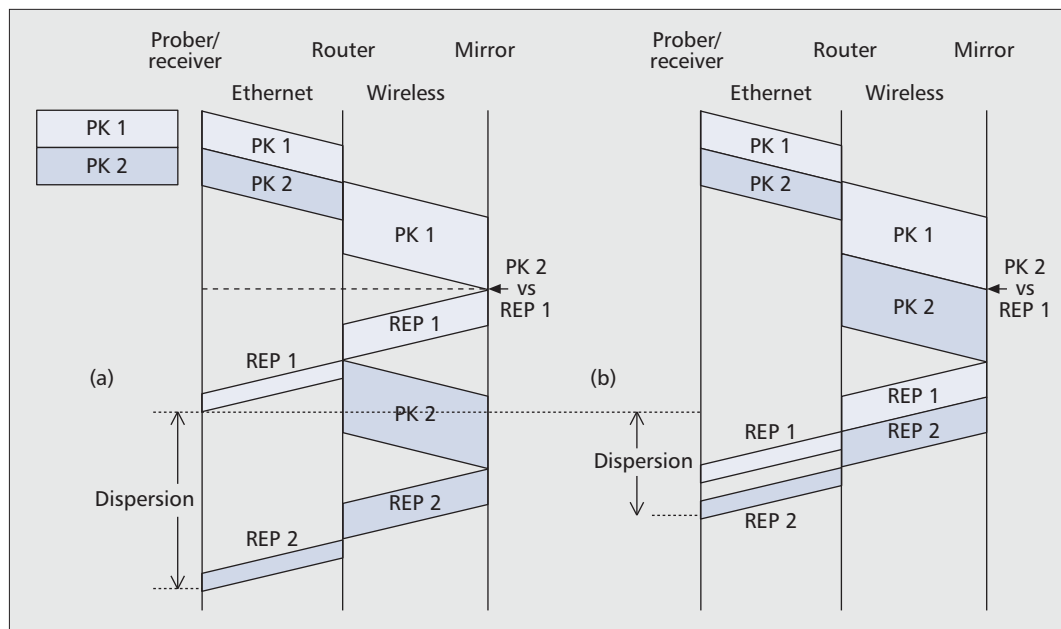 Prober/
receiver
Router
Mirror
Ethernet
Wireless
PK 1
PK 2
PK 1
PK 2
PK 1
PK 2
vs
REP 1
REP 1
REP 1
(a)
PK 2
Dispersion
REP 2
REP 2
Prober/
receiver
Router
Mirror
Ethernet
Wireless
PK 1
PK 2
PK 1
PK 2
PK 2
vs
REP 1
(b)
REP 1
REP 1
REP 2
Dispersion
REP 2